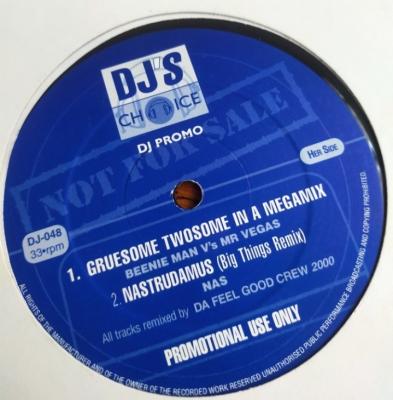 DJ'S
CHOICE
DJ PROMO
NOT FOR SALE
HER SIDE
DJ-048
33•rpm
1. GRUESOME TWOSOME IN A MEGAMIX
BEENIE MAN V's MR VEGAS
2. NASTRUDAMUS (Big Things Remix)
NAS
All tracks remixed by DA FEEL GOOD CREW 2000
PROMOTIONAL USE ONLY
ALL RIGHTS OF THE MANUFACTURER AND OF THE OWNER OF THE RECORDED WORK RESERVED UNAUTHORISED PUBLIC PERFORMANCE BROADCASTING AND COPYING PROHIBITED.